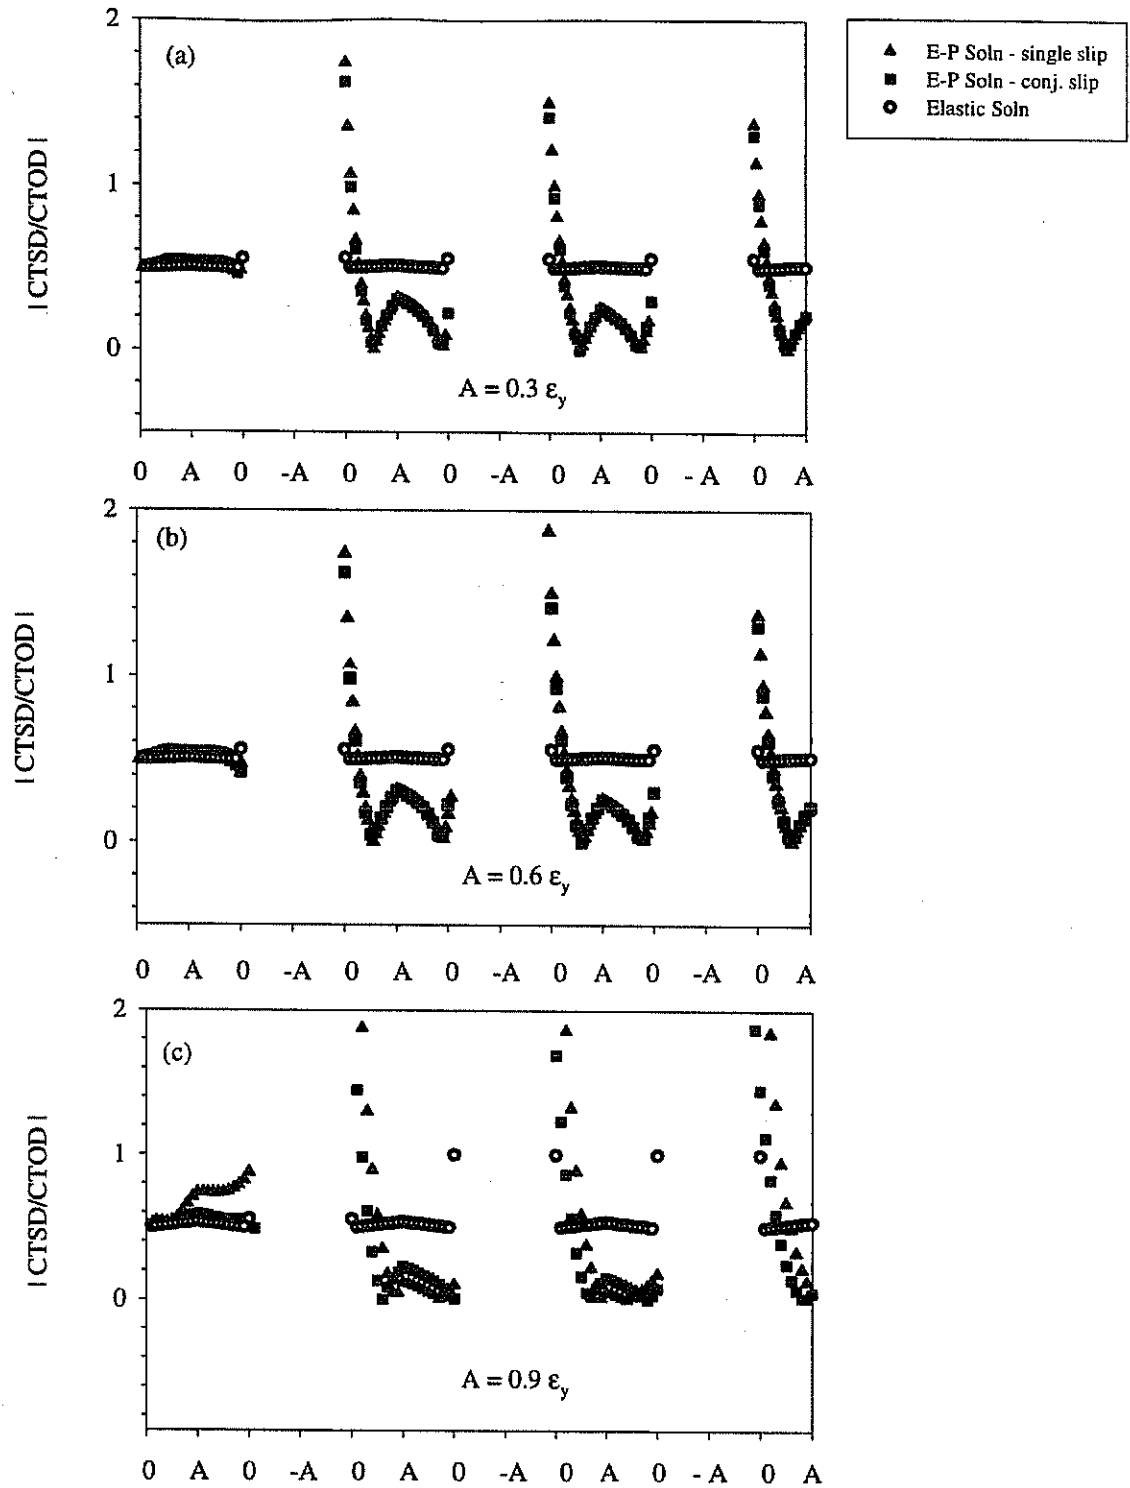 2
(a)
E-P Soln - single slip
E-P Soln - conj. slip
Elastic Soln
|CTSD/CTOD|
1
0
A = 0.3 εy
0 A 0 -A 0 A 0 -A 0 A 0 - A 0 A
2
(b)
|CTSD/CTOD|
1
0
A = 0.6 εy
0 A 0 -A 0 A 0 -A 0 A 0 -A 0 A
2
(c)
|CTSD/CTOD|
1
0
A = 0.9 εy
0 A 0 -A 0 A 0 -A 0 A 0 - A 0 A